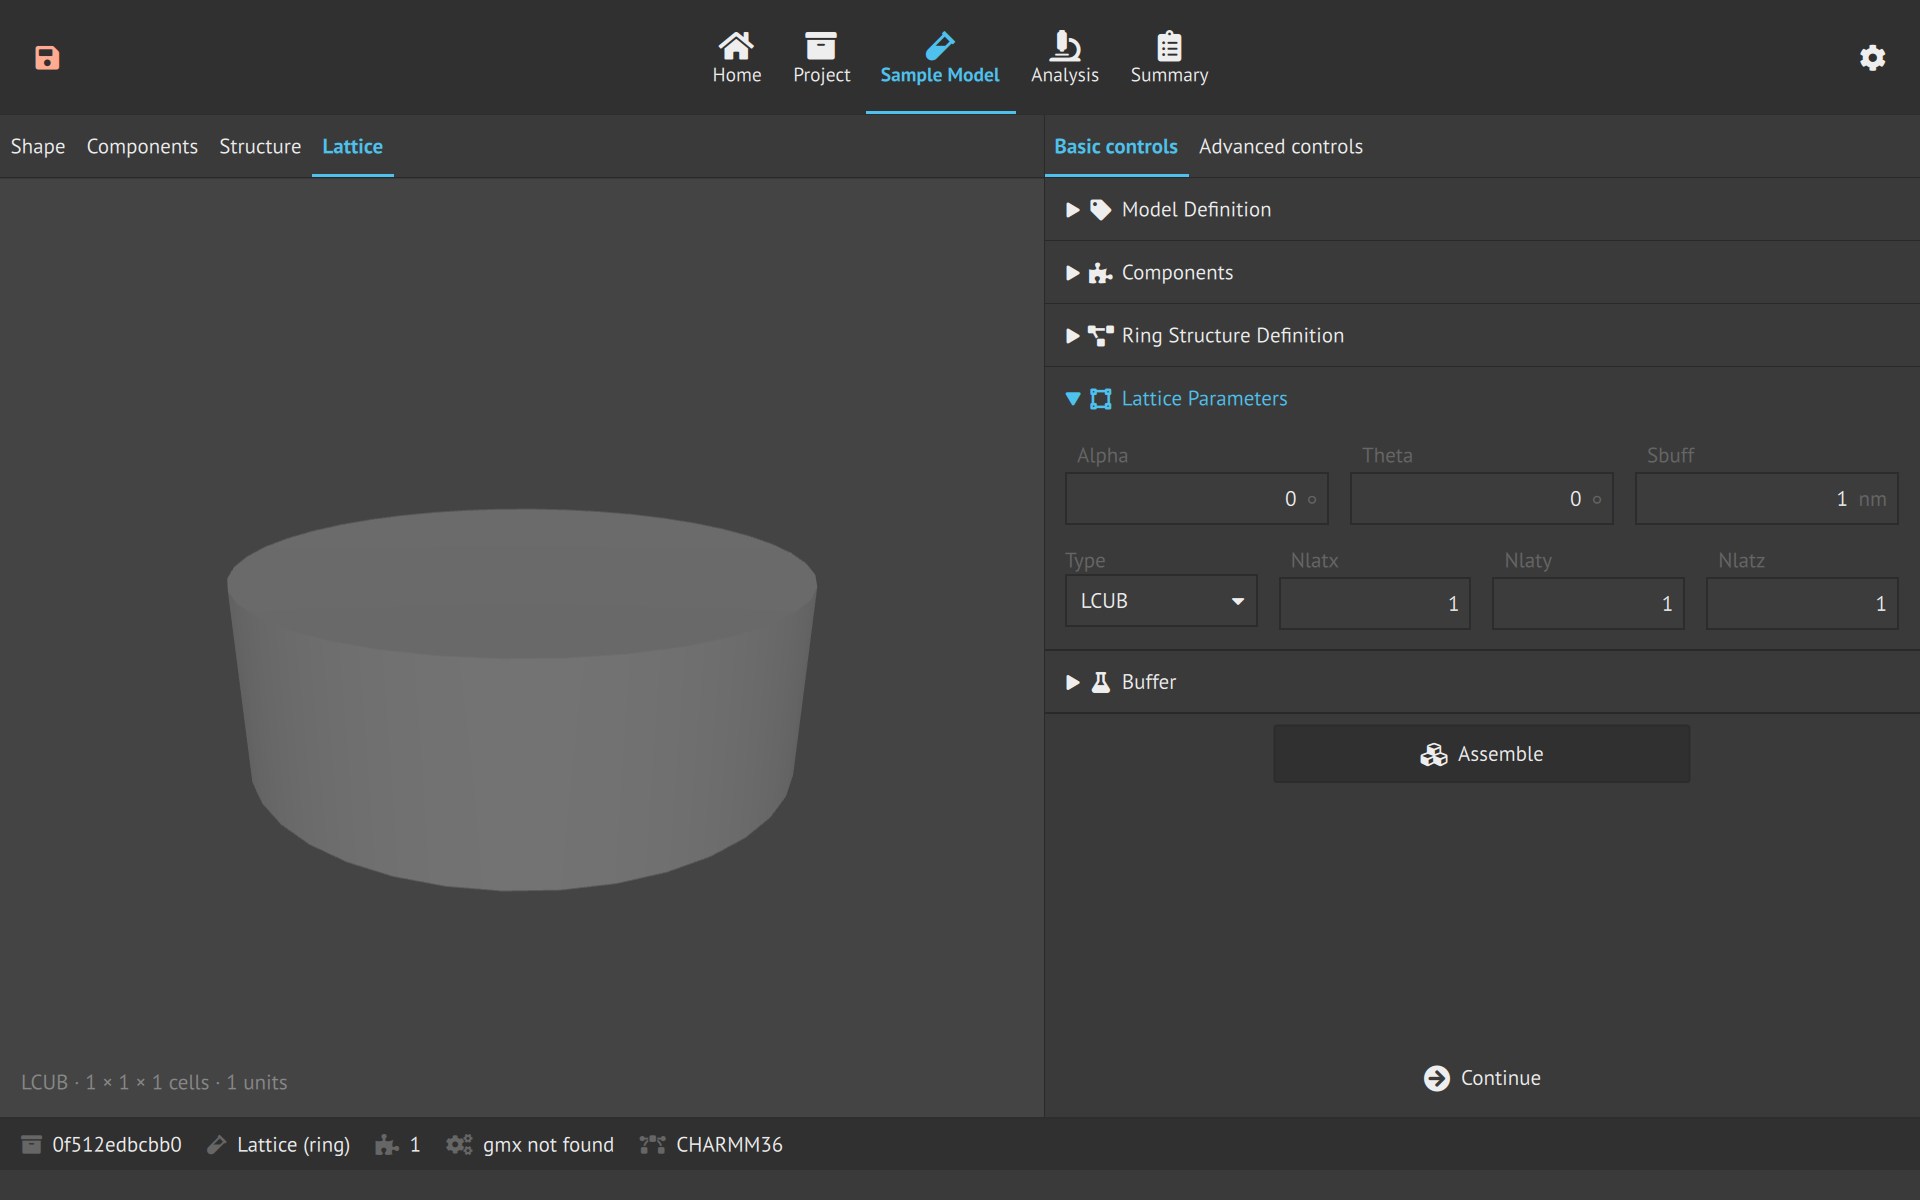 Home
Project
Sample Model
Analysis
Summary
Shape
Components
Structure
Lattice
Basic controls
Advanced controls
Model Definition
Components
Ring Structure Definition
Lattice Parameters
Alpha
Theta
Sbuff
0 °
0 °
1 nm
Type
Nlatx
Nlaty
Nlatz
LCUB
1
1
1
Buffer
Assemble
LCUB · 1 × 1 × 1 cells · 1 units
Continue
0f512edbcbb0
Lattice (ring)
1
gmx not found
CHARMM36